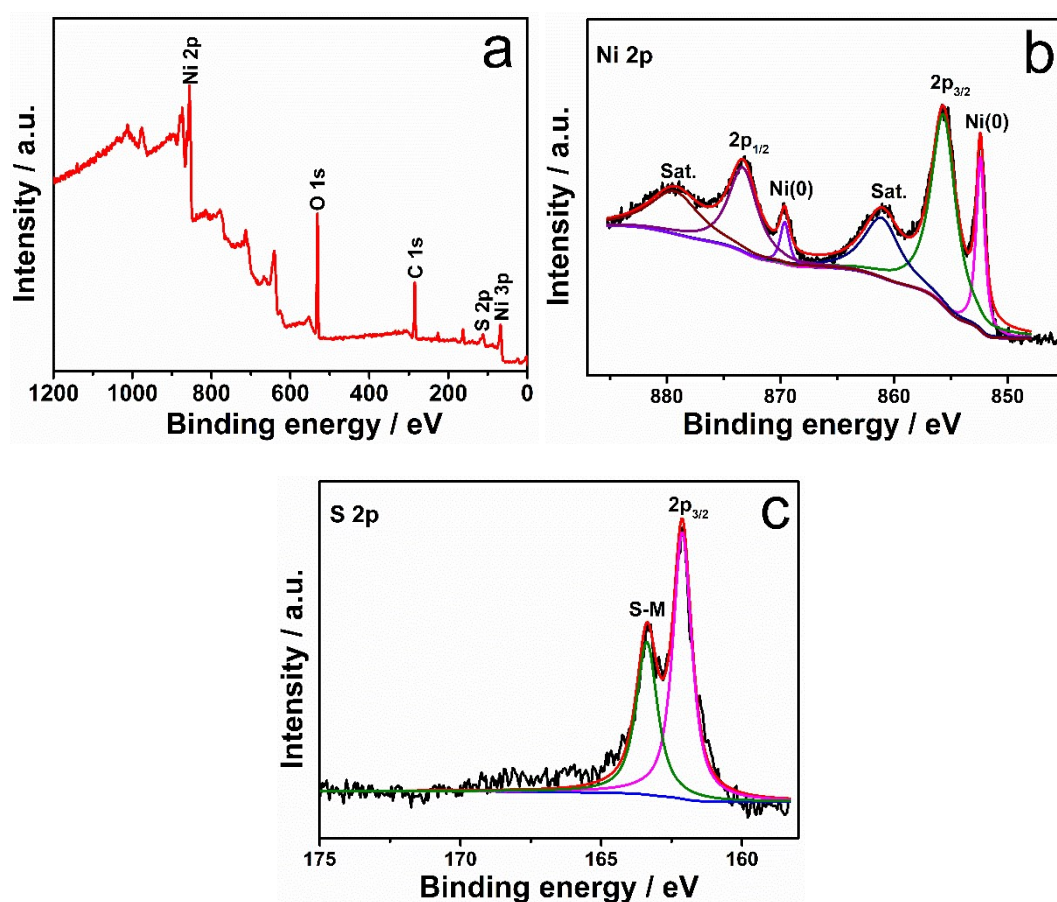 a
Ni 2p
O 1s
C 1s
S 2p
Ni 3p
Intensity / a.u.
1200 1000 800 600 400 200 0
Binding energy / eV
b
Ni 2p
2p3/2
Ni(0)
2p1/2
Sat.
Ni(0)
Sat.
Intensity / a.u.
880 870 860 850
Binding energy / eV
c
S 2p
2p3/2
S-M
Intensity / a.u.
175 170 165 160
Binding energy / eV